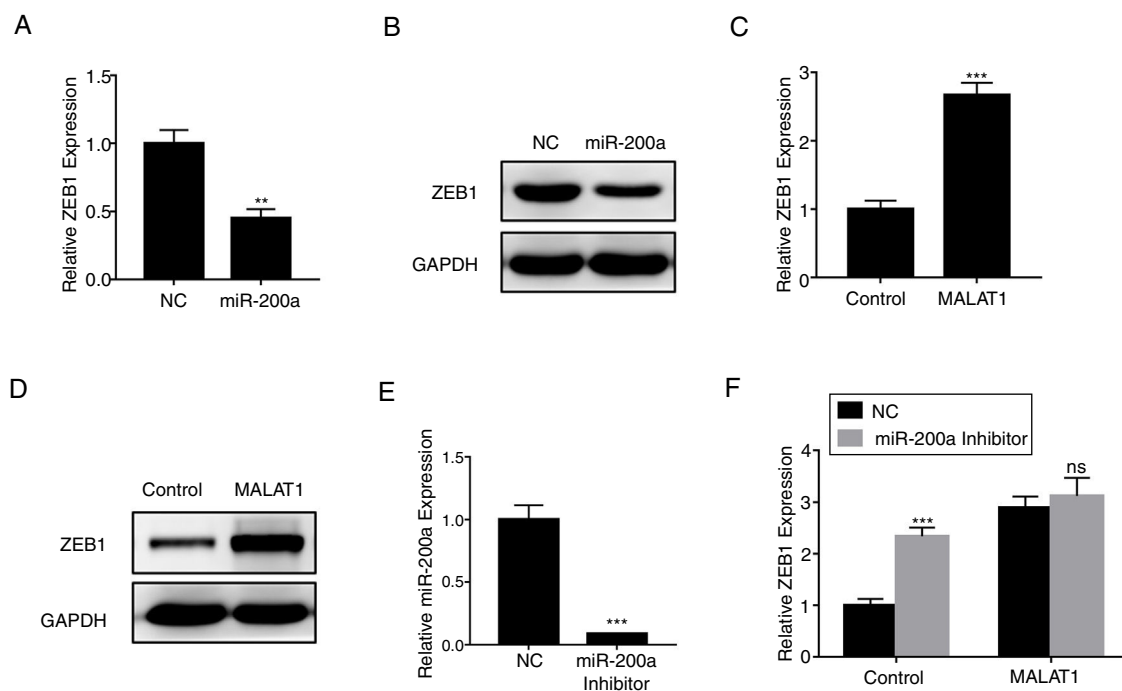 A
Relative ZEB1 Expression
1.5
1.0
0.5
0.0
**
NC
miR-200a
B
NC
miR-200a
ZEB1
GAPDH
C
Relative ZEB1 Expression
3
2
1
0
***
Control
MALAT1
D
Control
MALAT1
ZEB1
GAPDH
E
Relative miR-200a Expression
1.5
1.0
0.5
0.0
***
NC
miR-200a
Inhibitor
F
NC
miR-200a Inhibitor
Relative ZEB1 Expression
4
3
2
1
0
***
ns
Control
MALAT1